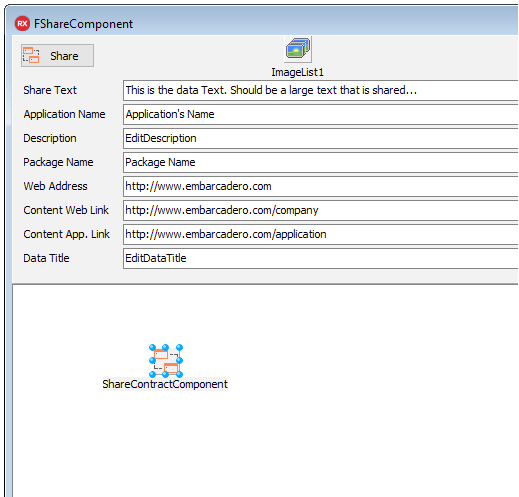 RX FShareComponent
Share
ImageList1
Share Text This is the data Text. Should be a large text that is shared...
Application Name Application's Name
Description EditDescription
Package Name Package Name
Web Address http://www.embarcadero.com
Content Web Link http://www.embarcadero.com/company
Content App. Link http://www.embarcadero.com/application
Data Title EditDataTitle
ShareContractComponent